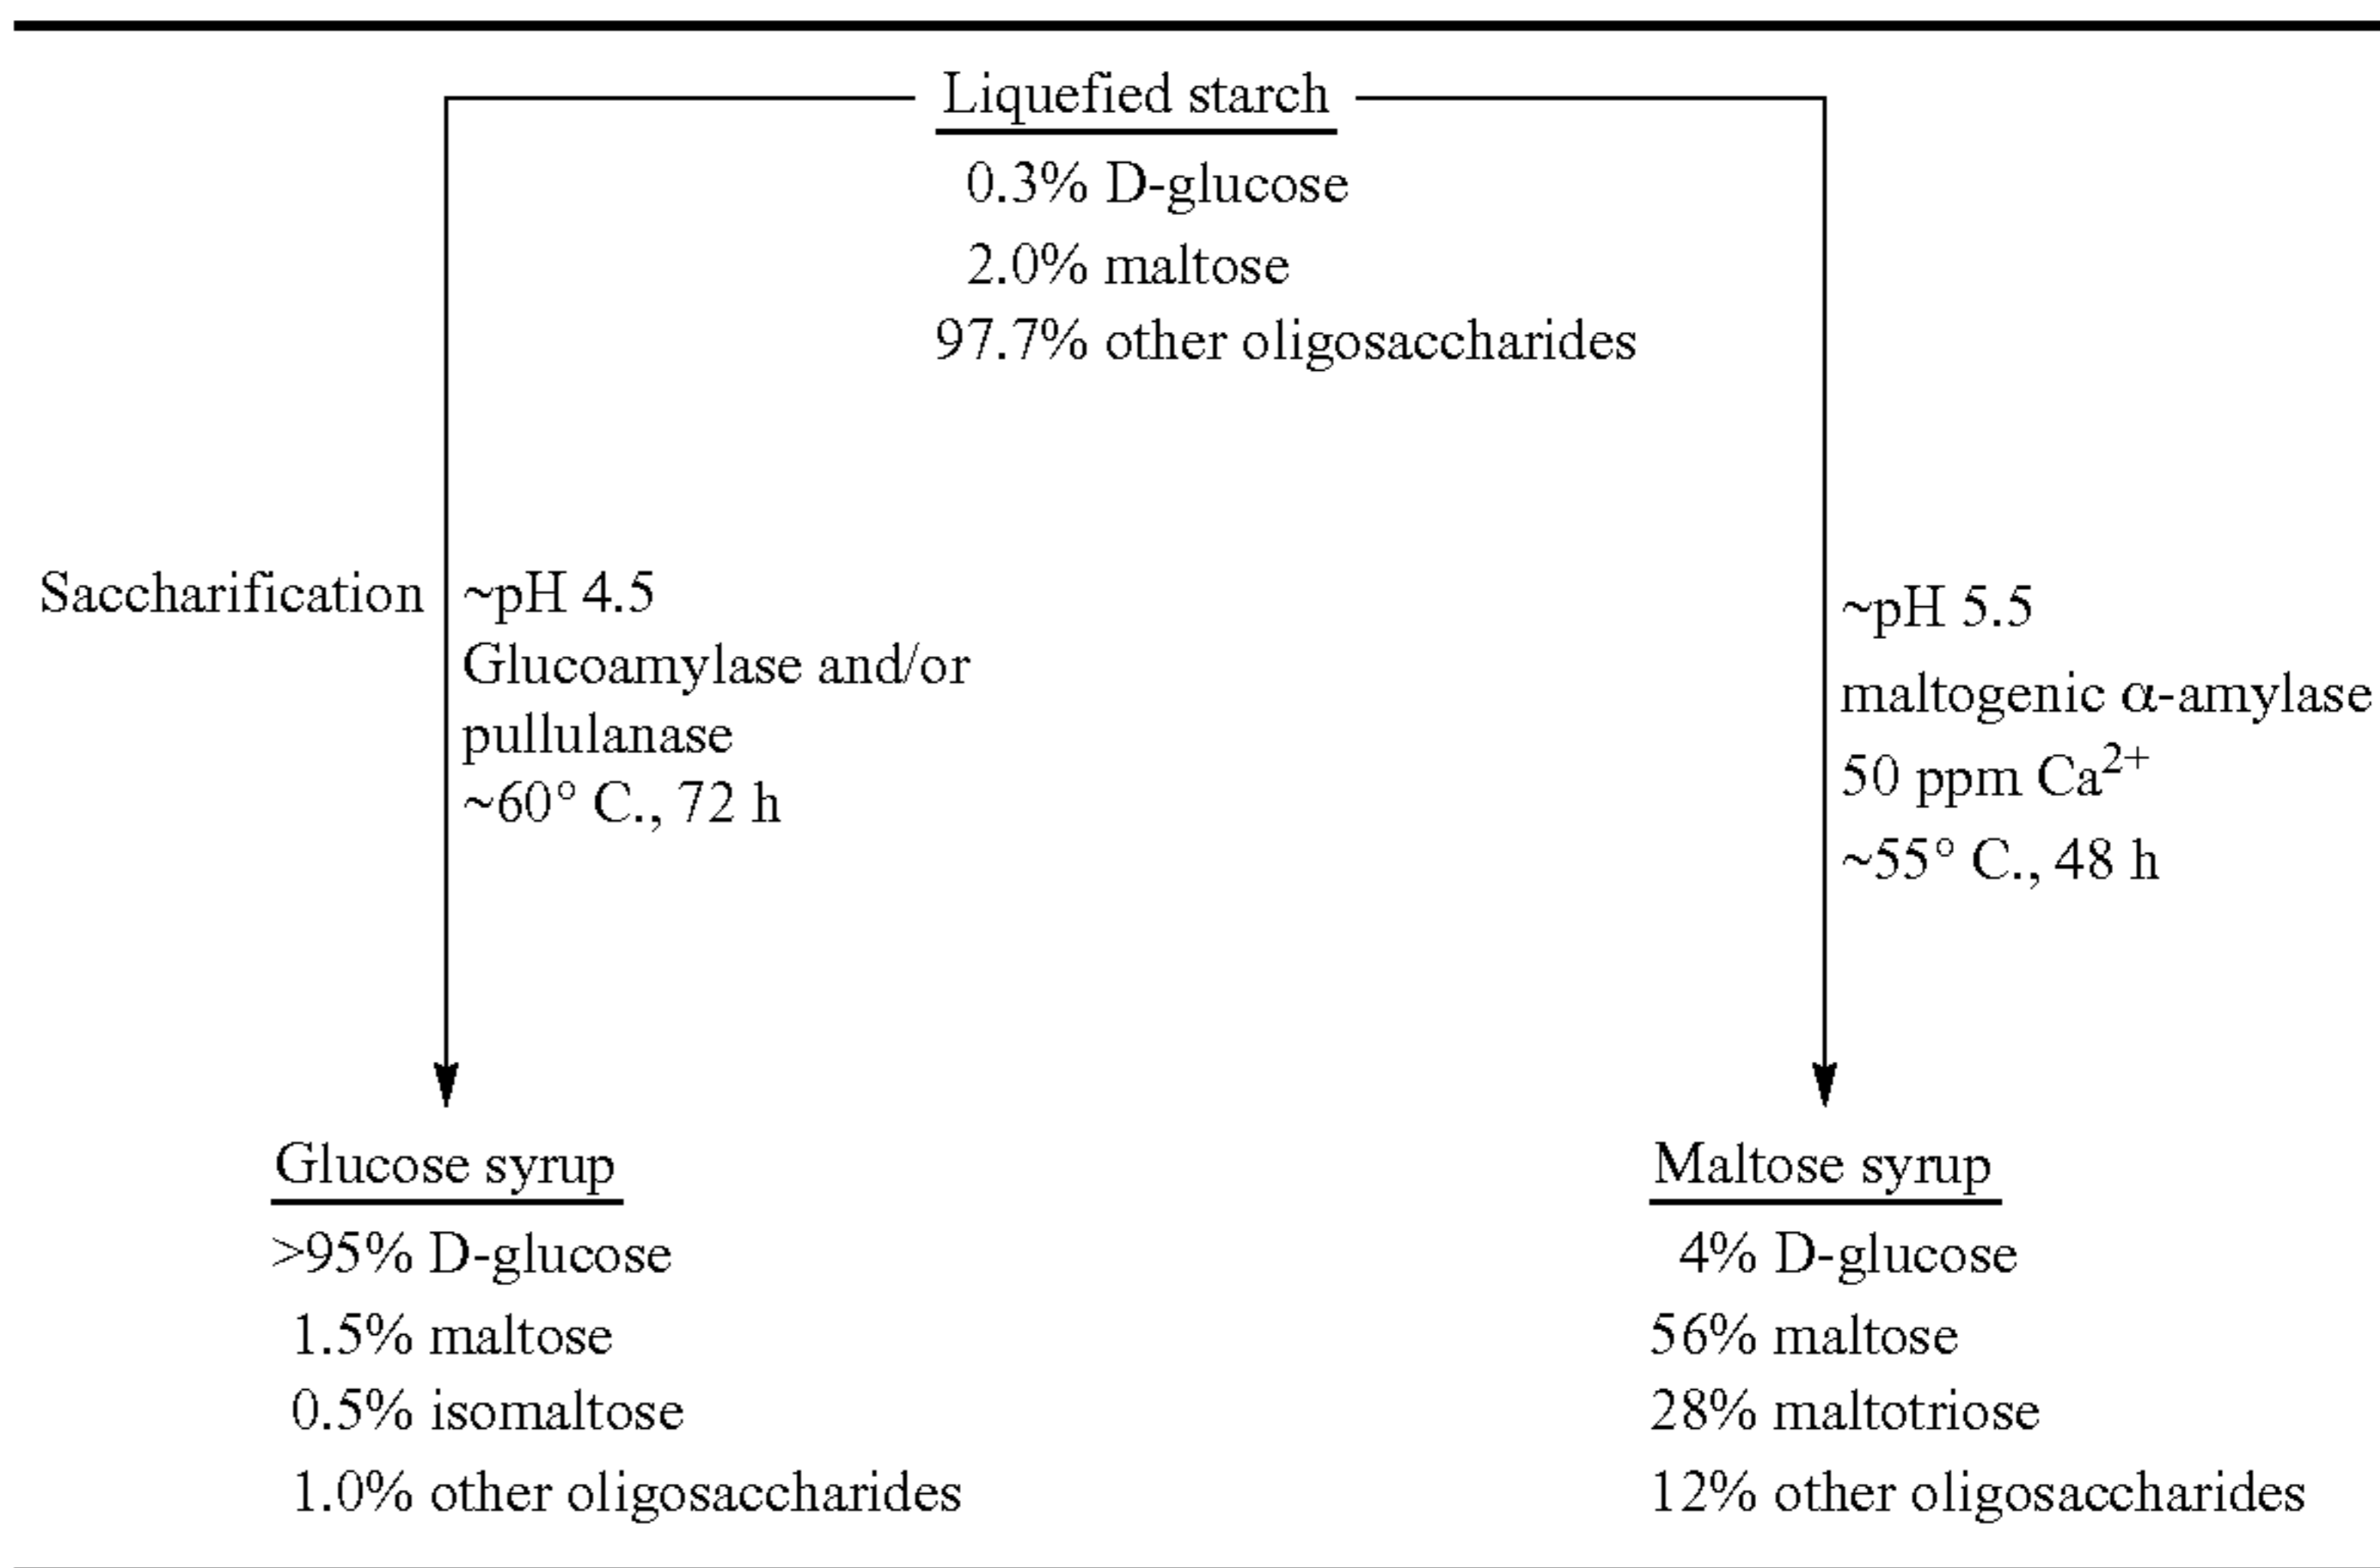 Liquefied starch
0.3% D-glucose
2.0% maltose
97.7% other oligosaccharides
Saccharification
~pH 4.5
Glucoamylase and/or
pullulanase
~60° C., 72 h
~pH 5.5
maltogenic α-amylase
50 ppm Ca²⁺
~55° C., 48 h
Glucose syrup
>95% D-glucose
1.5% maltose
0.5% isomaltose
1.0% other oligosaccharides
Maltose syrup
4% D-glucose
56% maltose
28% maltotriose
12% other oligosaccharides